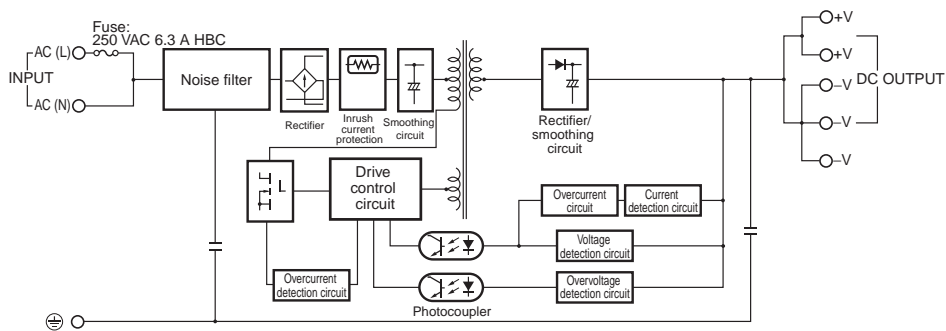 Fuse:
250 VAC 6.3 A HBC
AC (L)
INPUT
AC (N)
Noise filter
Rectifier
Inrush
current
protection
Smoothing
circuit
Rectifier/
smoothing
circuit
+V
+V
DC OUTPUT
–V
–V
–V
Drive
control
circuit
Overcurrent
circuit
Current
detection circuit
Voltage
detection circuit
Overcurrent
detection circuit
Overvoltage
detection circuit
Photocoupler